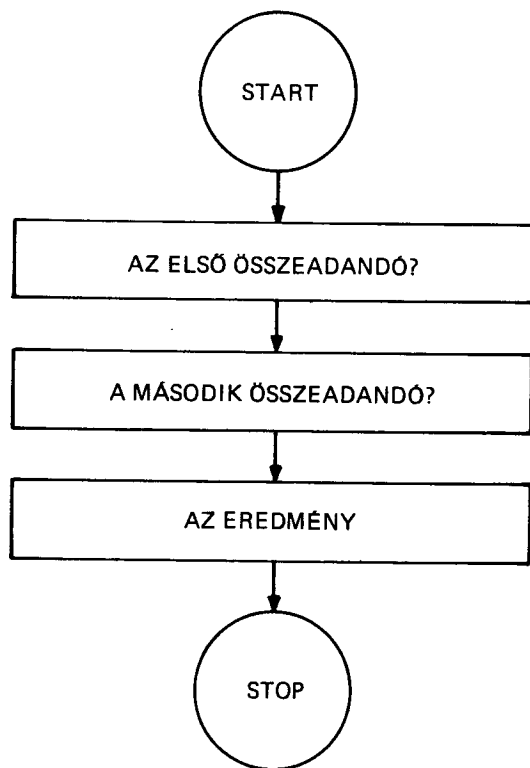 START
AZ ELSŐ ÖSSZEADANDÓ?
A MÁSODIK ÖSSZEADANDÓ?
AZ EREDMÉNY
STOP